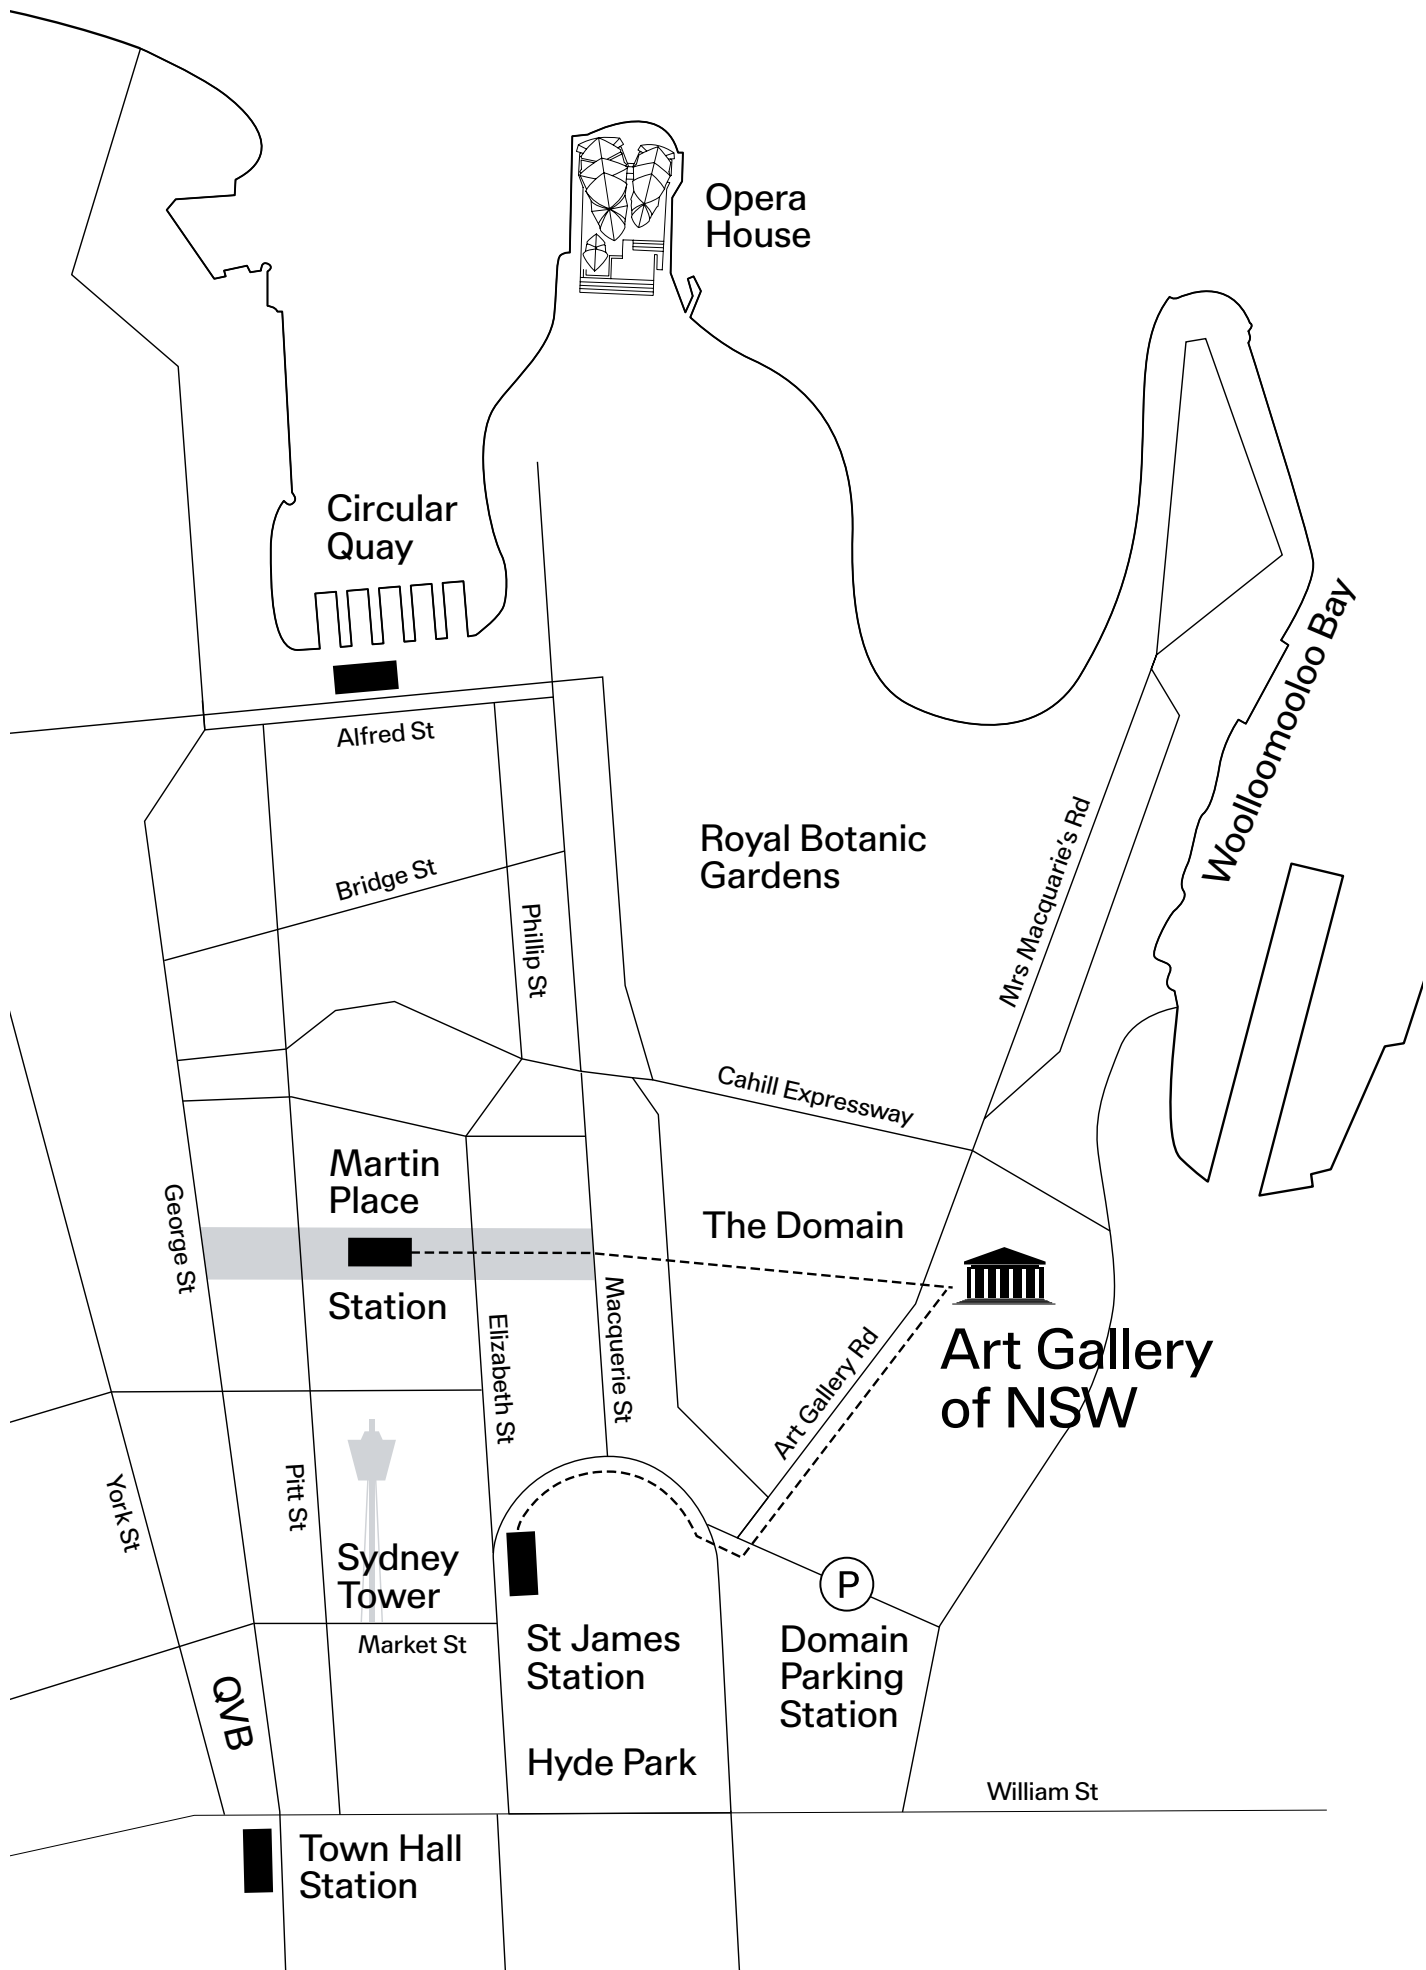 Opera
House
Circular
Quay
Woolloomooloo Bay
Alfred St
Royal Botanic
Gardens
Mrs Macquarie's Rd
Bridge St
Phillip St
Cahill Expressway
Martin
Place
George St
The Domain
Station
Macquerie St
Elizabeth St
Art Gallery Rd
Art Gallery
of NSW
York St
Pitt St
Sydney
Tower
P
Market St
St James
Station
Domain
Parking
Station
QVB
Hyde Park
William St
Town Hall
Station